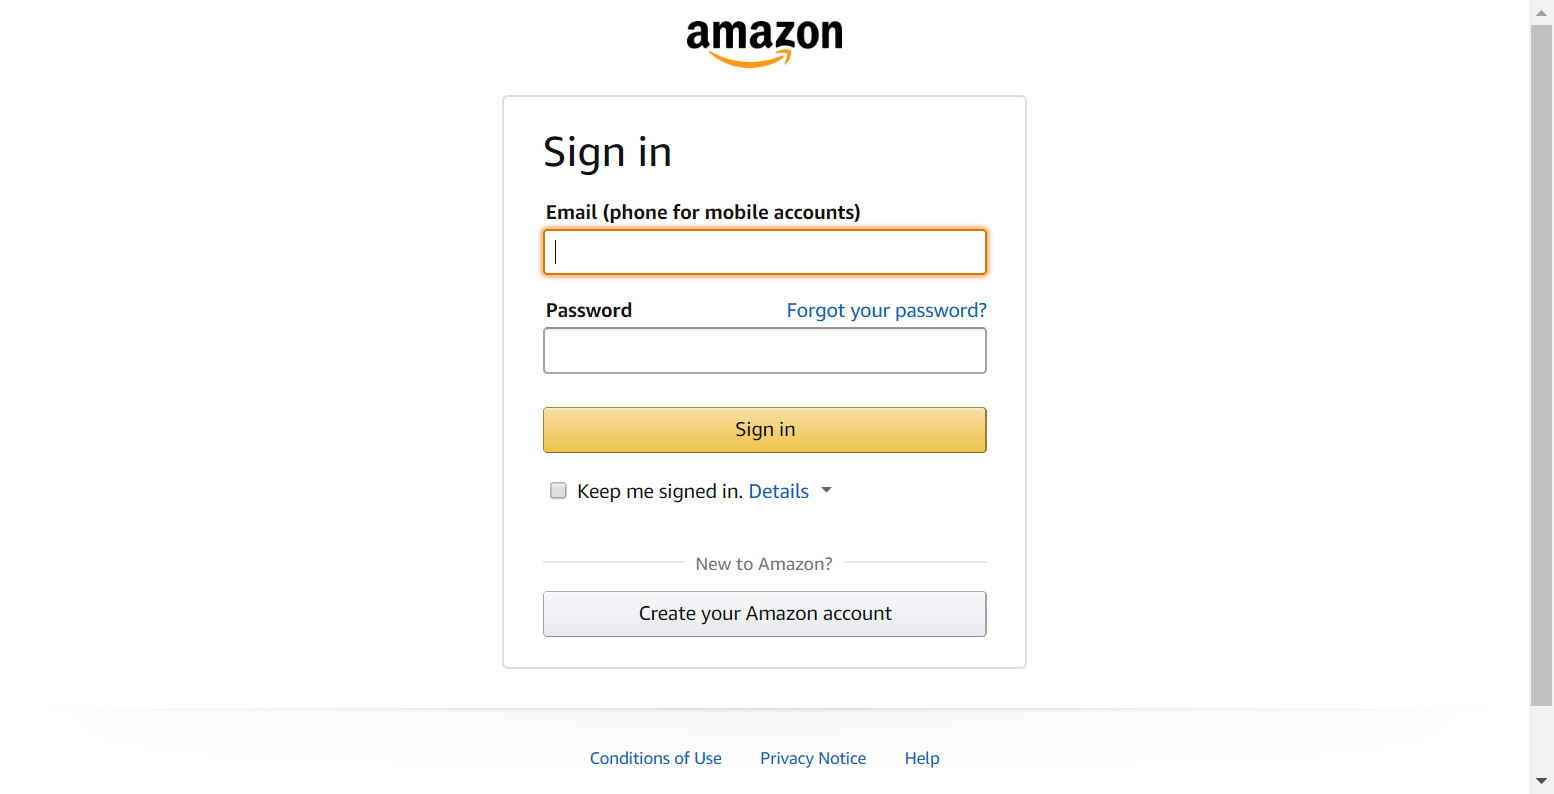 amazon
Sign in
Email (phone for mobile accounts)
Password Forgot your password?
Sign in
Keep me signed in. Details
New to Amazon?
Create your Amazon account
Conditions of Use Privacy Notice Help